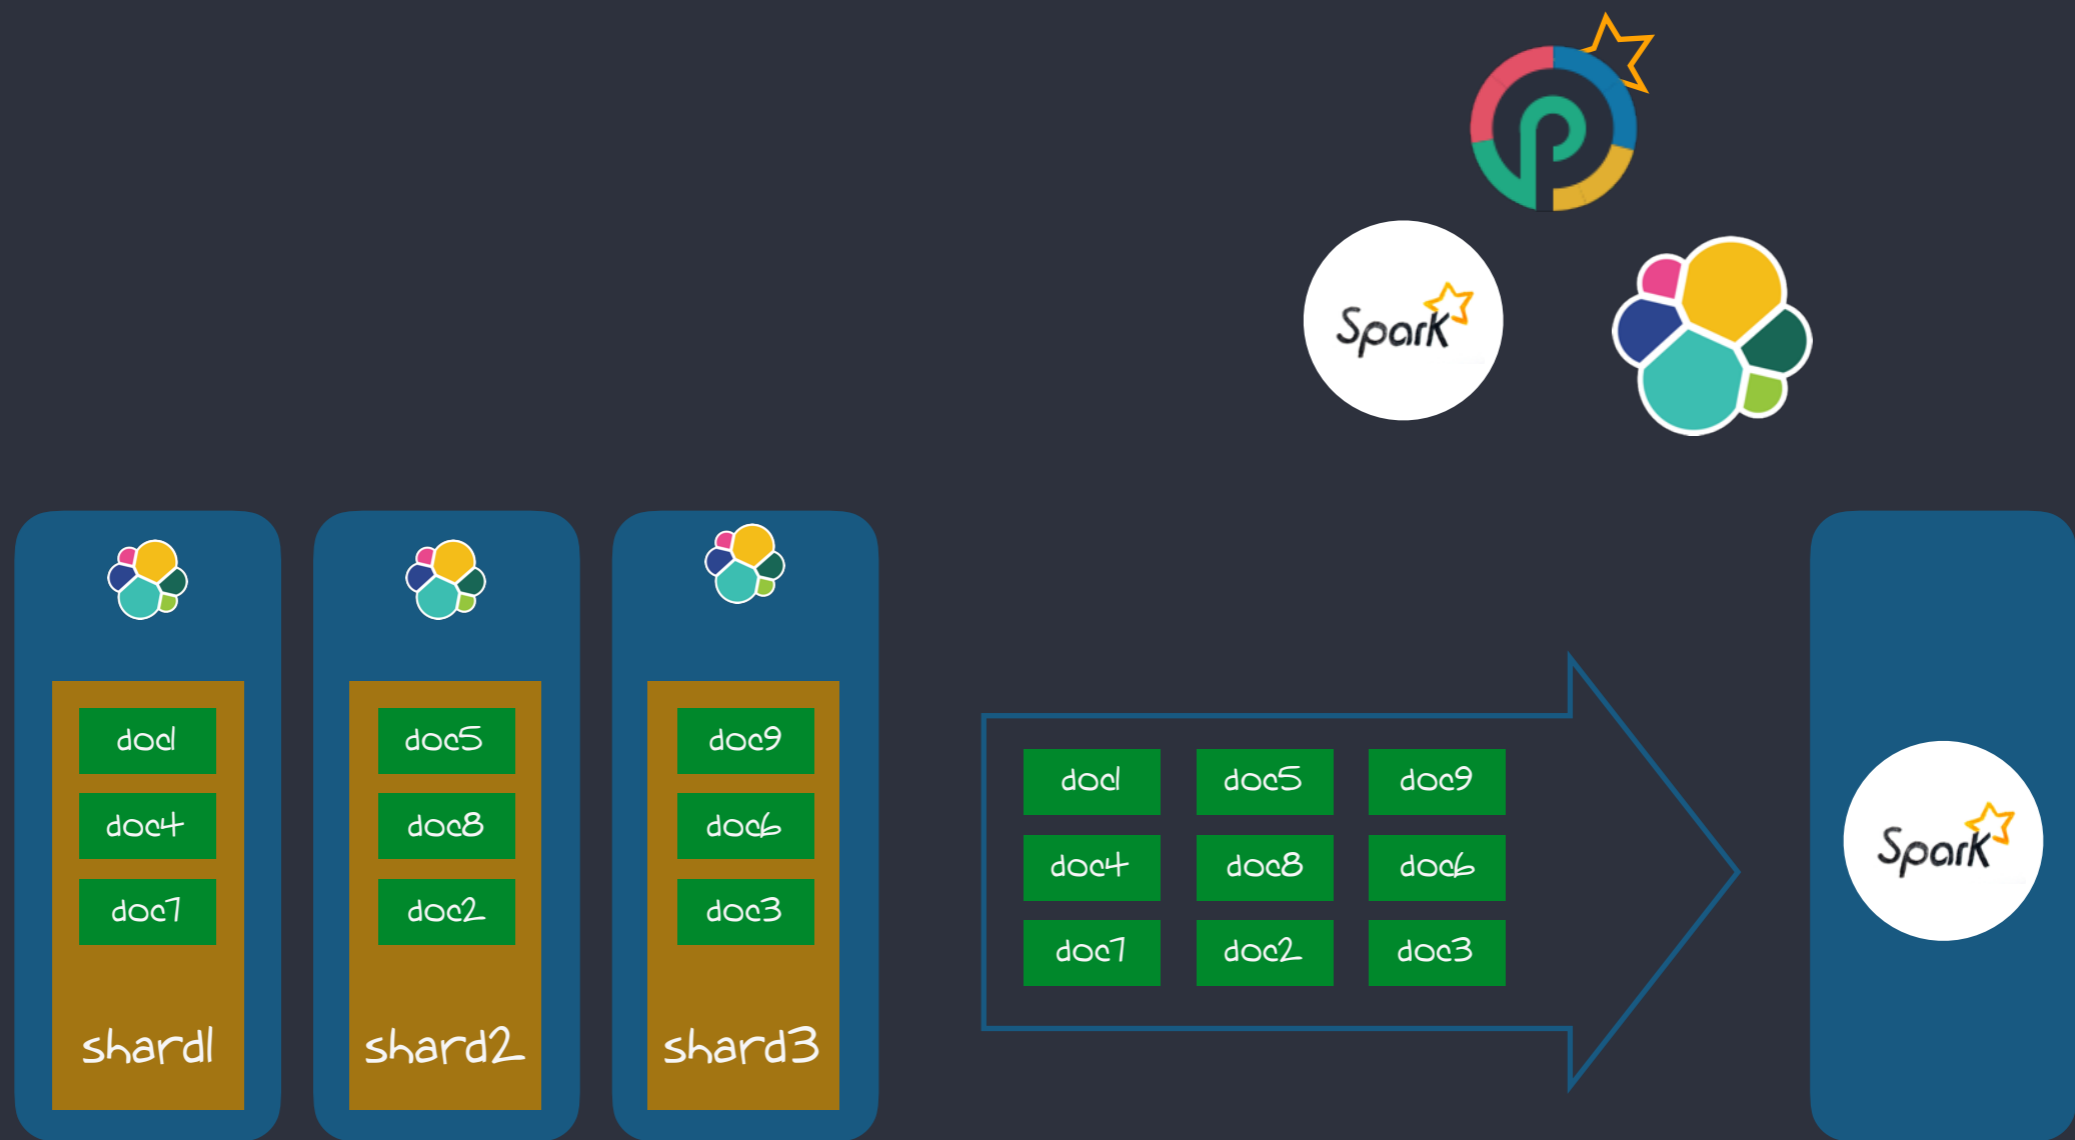 Spark
doc1
doc4
doc7
shard1
doc5
doc8
doc2
shard2
doc9
doc6
doc3
shard3
doc1 doc5 doc9
doc4 doc8 doc6
doc7 doc2 doc3
Spark